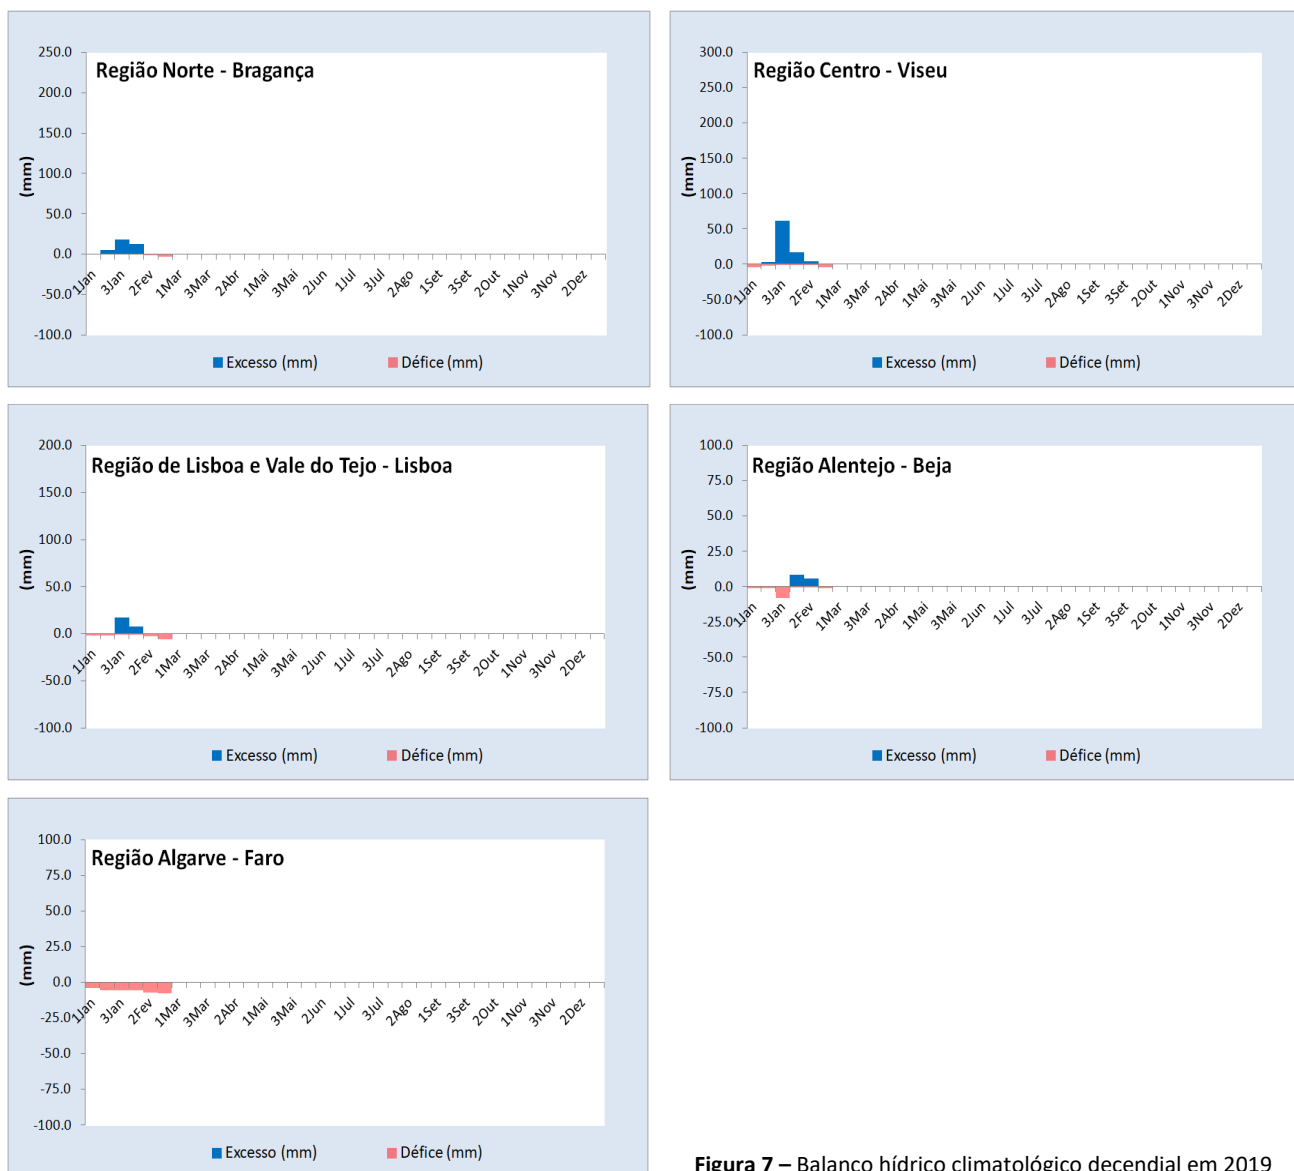 Região Norte - Bragança
(mm)
250.0
200.0
150.0
100.0
50.0
0.0
-50.0
-100.0
1Jan 3Jan 2Fev 1Mar 3Mar 2Abr 1Mai 3Mai 2Jun 1Jul 3Jul 2Ago 1Set 3Set 2Out 1Nov 3Nov 2Dez
Excesso (mm) Défice (mm)
Região Centro - Viseu
(mm)
300.0
250.0
200.0
150.0
100.0
50.0
0.0
-50.0
-100.0
1Jan 3Jan 2Fev 1Mar 3Mar 2Abr 1Mai 3Mai 2Jun 1Jul 3Jul 2Ago 1Set 3Set 2Out 1Nov 3Nov 2Dez
Excesso (mm) Défice (mm)
Região de Lisboa e Vale do Tejo - Lisboa
(mm)
200.0
150.0
100.0
50.0
0.0
-50.0
-100.0
1Jan 3Jan 2Fev 1Mar 3Mar 2Abr 1Mai 3Mai 2Jun 1Jul 3Jul 2Ago 1Set 3Set 2Out 1Nov 3Nov 2Dez
Excesso (mm) Défice (mm)
Região Alentejo - Beja
(mm)
100.0
75.0
50.0
25.0
0.0
-25.0
-50.0
-75.0
-100.0
1Jan 3Jan 2Fev 1Mar 3Mar 2Abr 1Mai 3Mai 2Jun 1Jul 3Jul 2Ago 1Set 3Set 2Out 1Nov 3Nov 2Dez
Excesso (mm) Défice (mm)
Região Algarve - Faro
(mm)
100.0
75.0
50.0
25.0
0.0
-25.0
-50.0
-75.0
-100.0
1Jan 3Jan 2Fev 1Mar 3Mar 2Abr 1Mai 3Mai 2Jun 1Jul 3Jul 2Ago 1Set 3Set 2Out 1Nov 3Nov 2Dez
Excesso (mm) Défice (mm)
Figura 7 – Balanço hídrico climatológico decendial em 2019